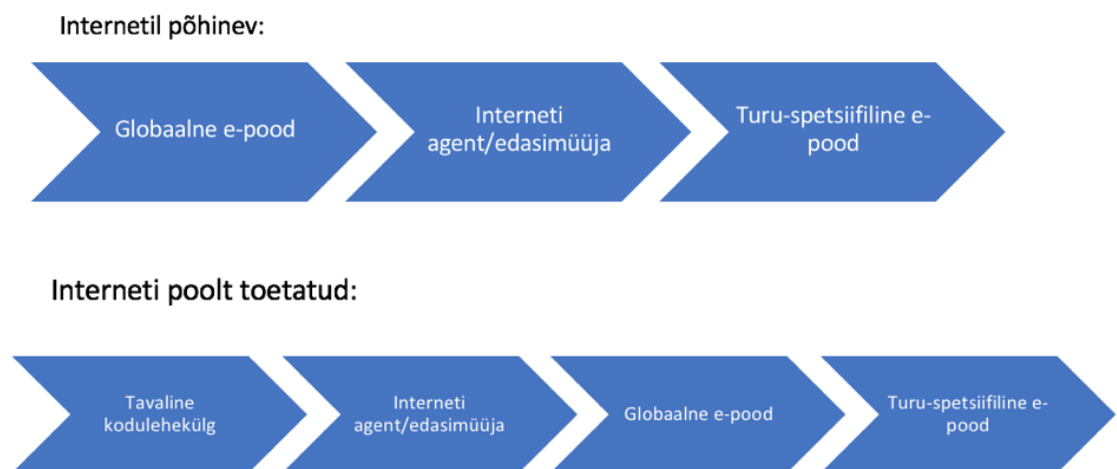 Internetil põhinev:
Globaalne e-pood
Interneti
agent/edasimüüja
Turu-spetsiifiline e-
pood
Interneti poolt toetatud:
Tavaline
kodulehekülg
Interneti
agent/edasimüüja
Globaalne e-pood
Turu-spetsiifiline e-
pood